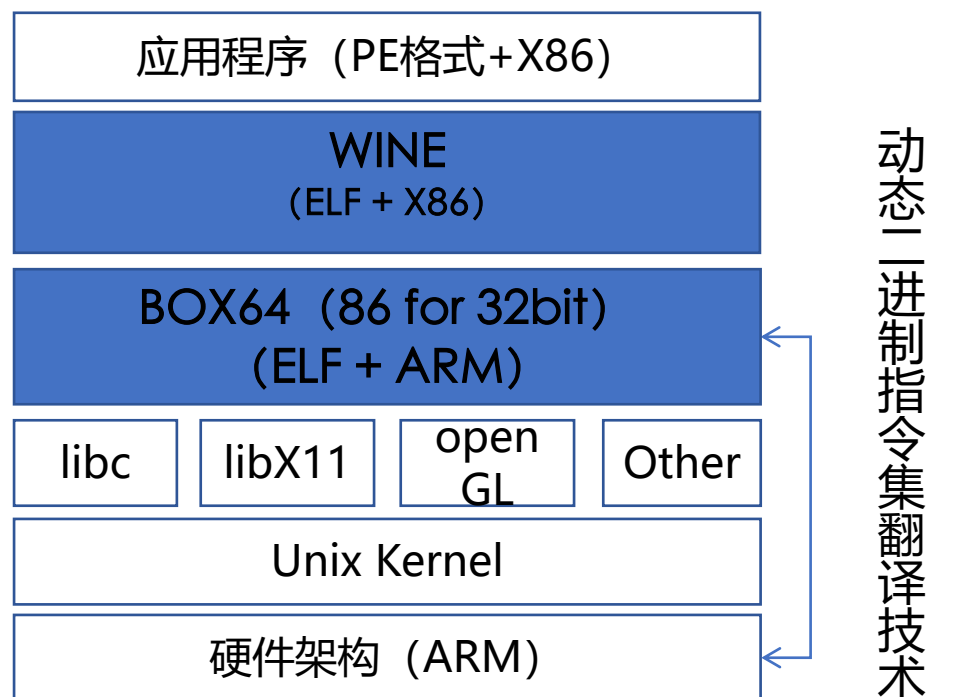 应用程序（PE格式+X86）
WINE
（ELF + X86）
BOX64（86 for 32bit）
（ELF + ARM）
libc
libX11
open
GL
Other
Unix Kernel
硬件架构（ARM）
动态二进制指令集翻译技术